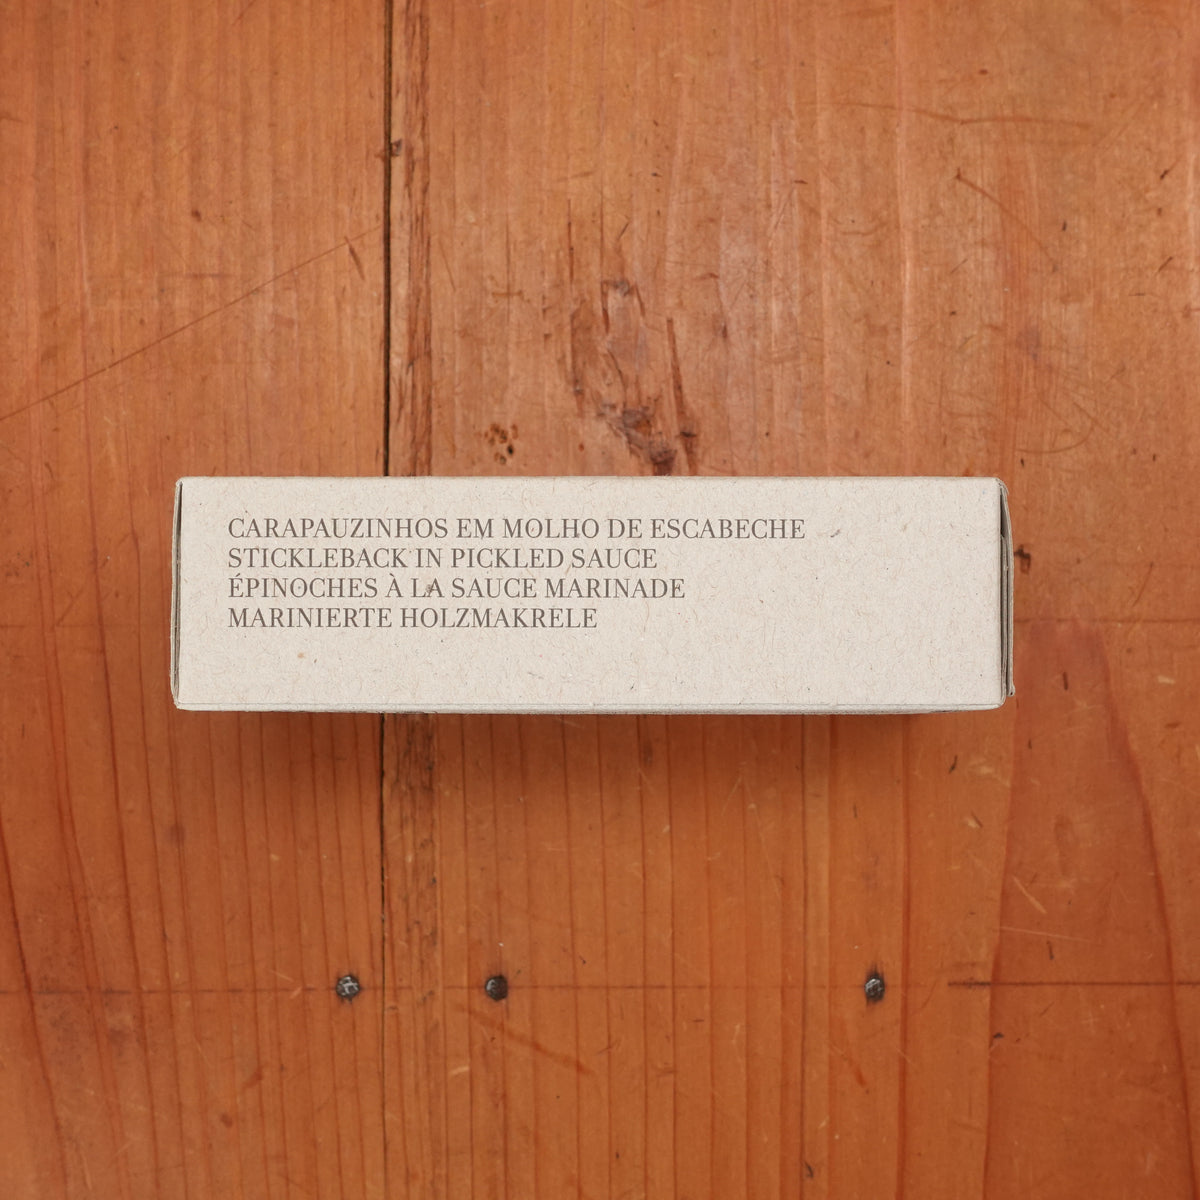 CARAPAUZINHOS EM MOLHO DE ESCABECHE
STICKLEBACK IN PICKLED SAUCE
ÉPINOCHES À LA SAUCE MARINADE
MARINIERTE HOLZMAKRELE